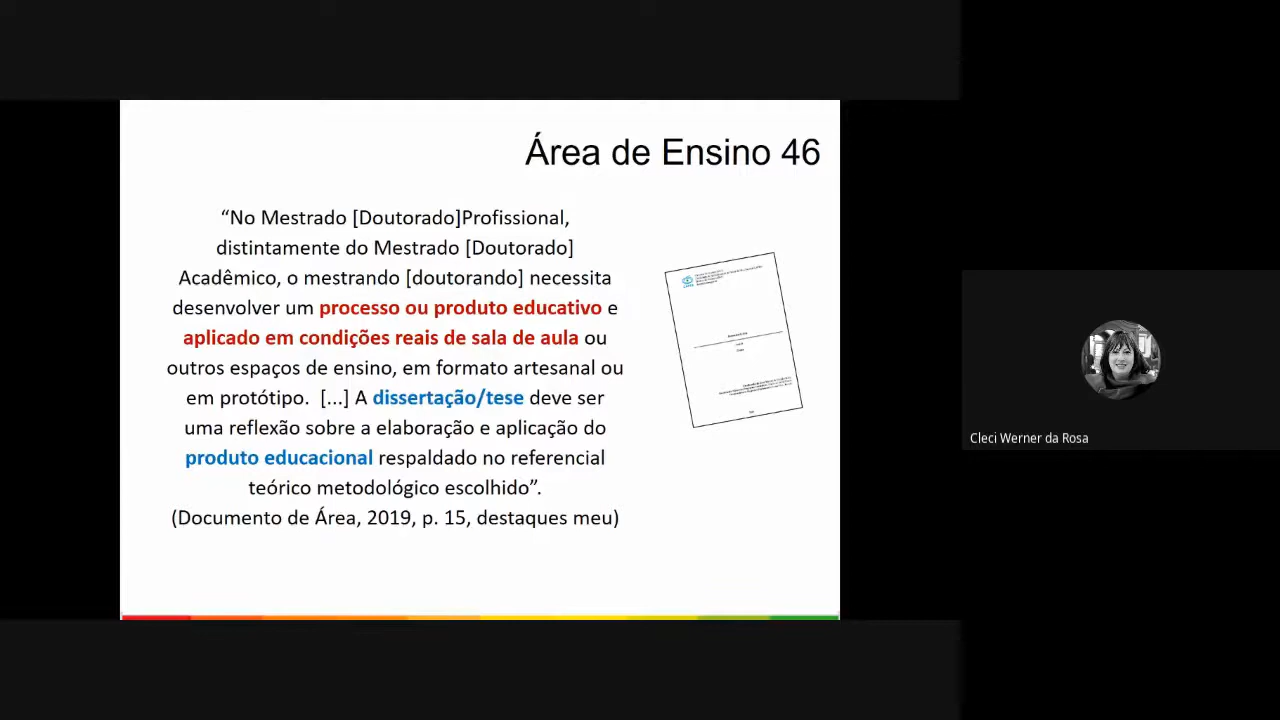 Área de Ensino 46
“No Mestrado [Doutorado]Profissional,
distintamente do Mestrado [Doutorado]
Acadêmico, o mestrando [doutorando] necessita
desenvolver um processo ou produto educativo e
aplicado em condições reais de sala de aula ou
outros espaços de ensino, em formato artesanal ou
em protótipo.  [...] A dissertação/tese deve ser
uma reflexão sobre a elaboração e aplicação do
produto educacional respaldado no referencial
teórico metodológico escolhido”.
(Documento de Área, 2019, p. 15, destaques meu)
Cleci Werner da Rosa